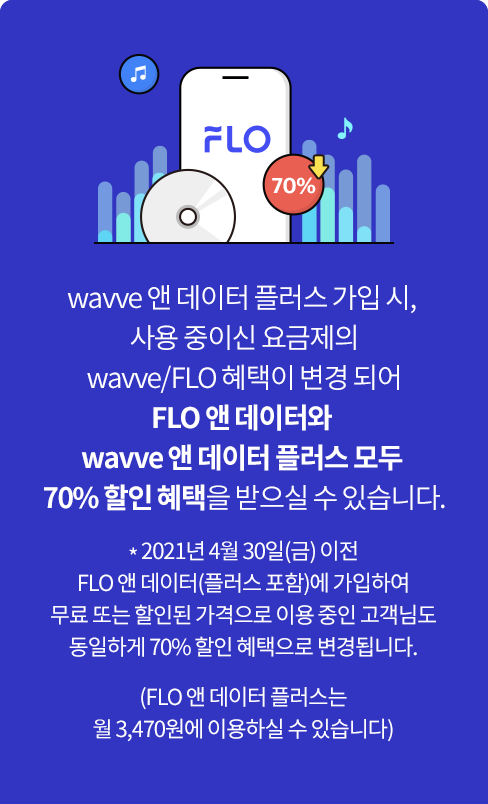 FLO
70%
wavve 앤 데이터 플러스 가입 시,
사용 중이신 요금제의
wavve/FLO 혜택이 변경 되어
FLO 앤 데이터와
wavve 앤 데이터 플러스 모두
70% 할인 혜택을 받으실 수 있습니다.
* 2021년 4월 30일(금) 이전
FLO 앤 데이터(플러스 포함)에 가입하여
무료 또는 할인된 가격으로 이용 중인 고객님도
동일하게 70% 할인 혜택으로 변경됩니다.
(FLO 앤 데이터 플러스는
월 3,470원에 이용하실 수 있습니다)